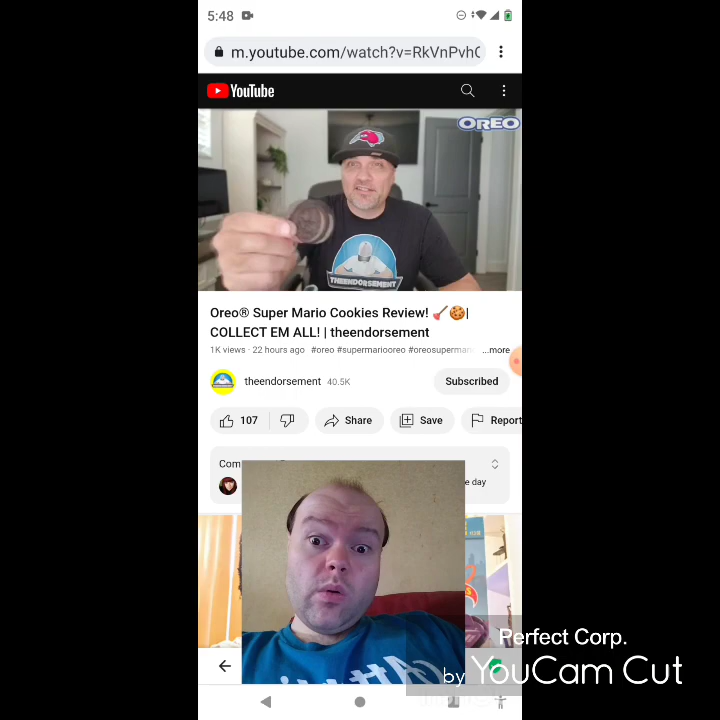 5:48
m.youtube.com/watch?v=RkVnPvhC
YouTube
OREO
THEENDORSEMENT
Oreo® Super Mario Cookies Review! 🪕🍪|
COLLECT EM ALL! | theendorsement
1K views · 22 hours ago #oreo #supermariooreo #oreosupermari ...more
theendorsement 40.5K
Subscribed
107
Share
Save
Report
Com
e day
Perfect Corp.
by YouCam Cut